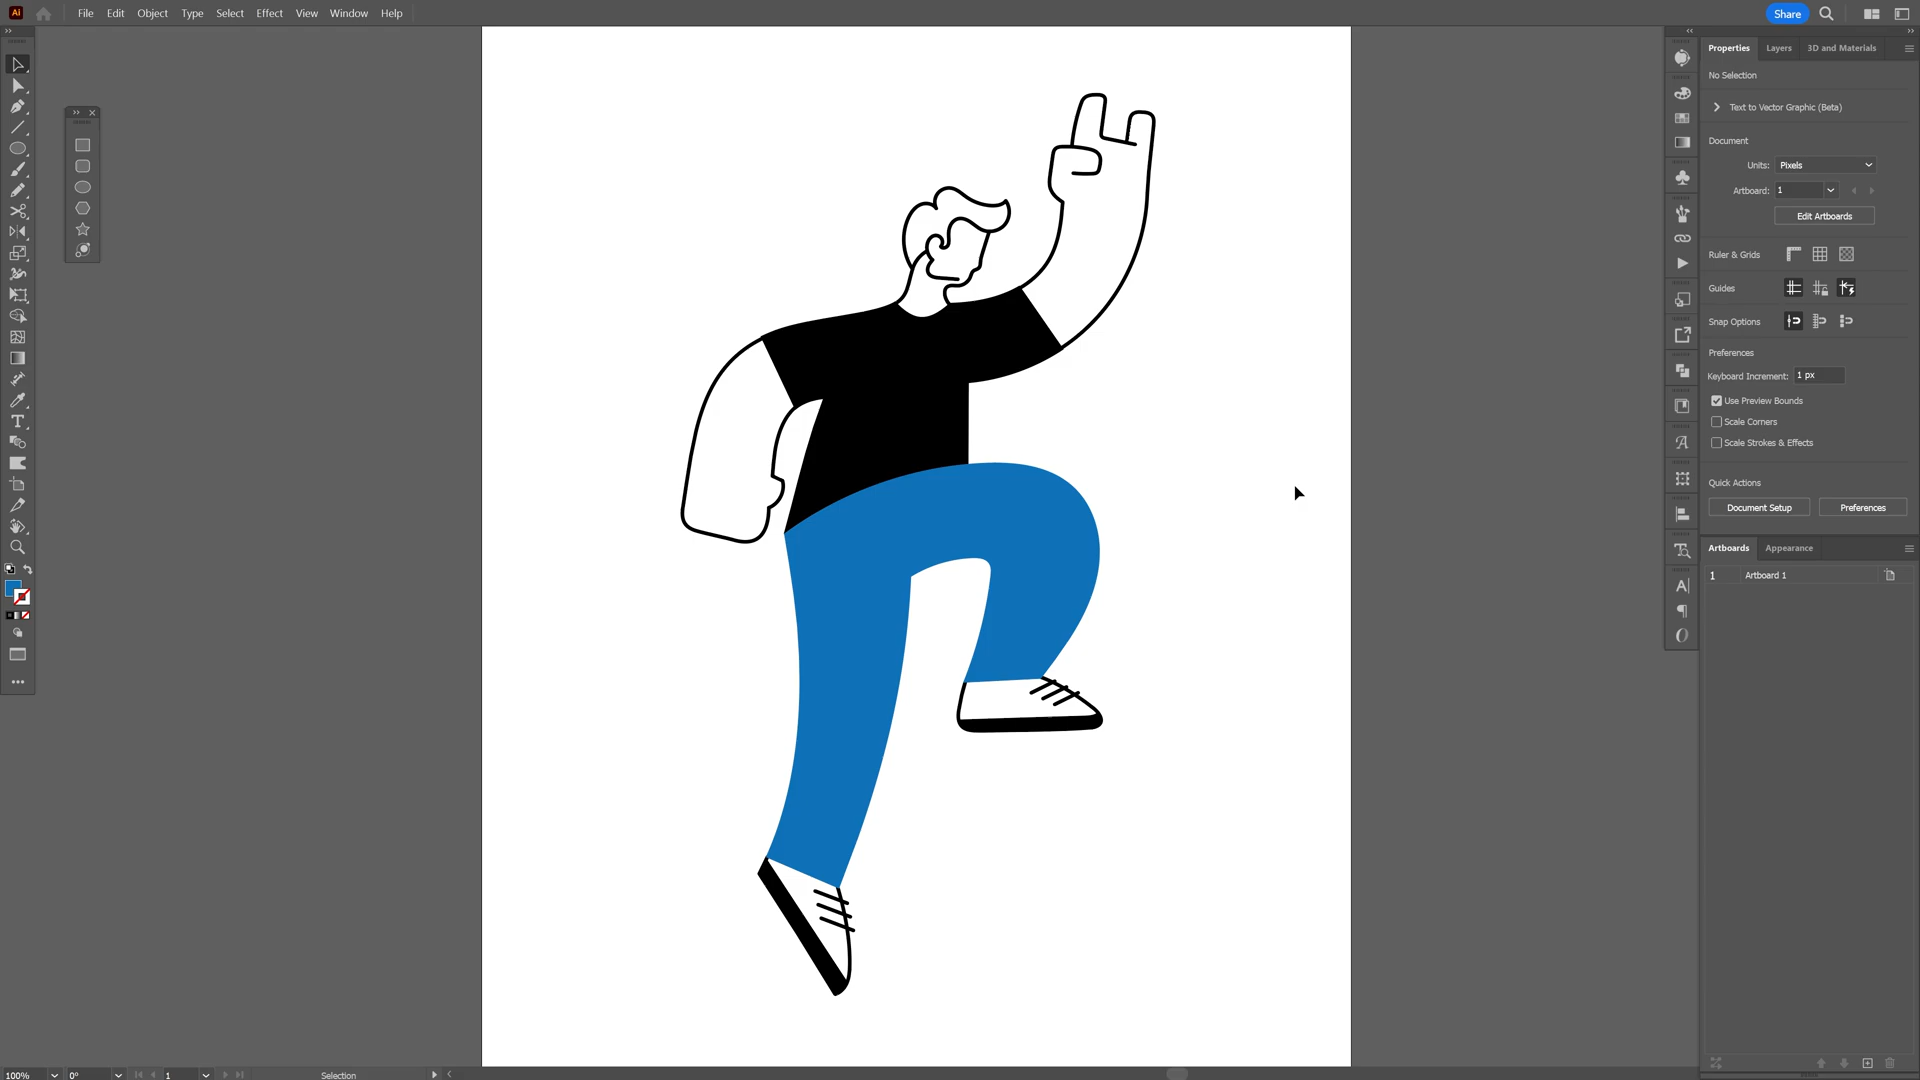 Ai File Edit Object Type Select Effect View Window Help Share
Properties Layers 3D and Materials
No Selection
Text to Vector Graphic (Beta)
Document
Units: Pixels
Artboard: 1
Edit Artboards
Ruler & Grids
Guides
Snap Options
Preferences
Keyboard Increment: 1 px
Use Preview Bounds
Scale Corners
Scale Strokes & Effects
Quick Actions
Document Setup Preferences
Artboards Appearance
1 Artboard 1
100% 0° 1 Selection